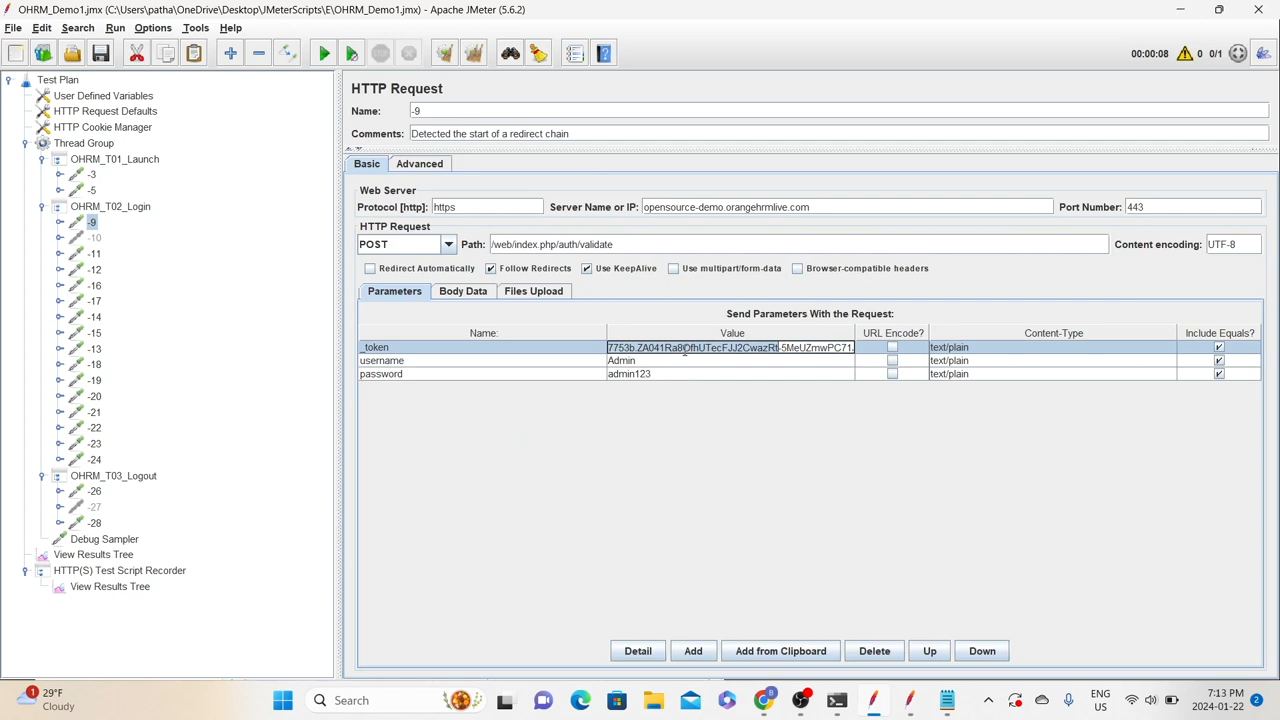 OHRM_Demo1.jmx (C:\Users\patha\OneDrive\Desktop\JMeterScripts\E\OHRM_Demo1.jmx) - Apache JMeter (5.6.2)
File Edit Search Run Options Tools Help
00:00:08 0 0/1
Test Plan
User Defined Variables
HTTP Request Defaults
HTTP Cookie Manager
Thread Group
OHRM_T01_Launch
-3
-5
OHRM_T02_Login
-9
-10
-11
-12
-16
-17
-14
-15
-13
-18
-19
-20
-21
-22
-23
-24
OHRM_T03_Logout
-26
-27
-28
Debug Sampler
View Results Tree
HTTP(S) Test Script Recorder
View Results Tree
HTTP Request
Name: -9
Comments: Detected the start of a redirect chain
Basic Advanced
Web Server
Protocol [http]: https Server Name or IP: opensource-demo.orangehrmlive.com Port Number: 443
HTTP Request
POST Path: /web/index.php/auth/validate Content encoding: UTF-8
Redirect Automatically Follow Redirects Use KeepAlive Use multipart/form-data Browser-compatible headers
Parameters Body Data Files Upload
Send Parameters With the Request:
Name: Value URL Encode? Content-Type Include Equals?
_token text/plain
username Admin text/plain
password admin123 text/plain
Detail Add Add from Clipboard Delete Up Down
1 29°F
Cloudy
Search
ENG
US
7:13 PM
2024-01-22
2